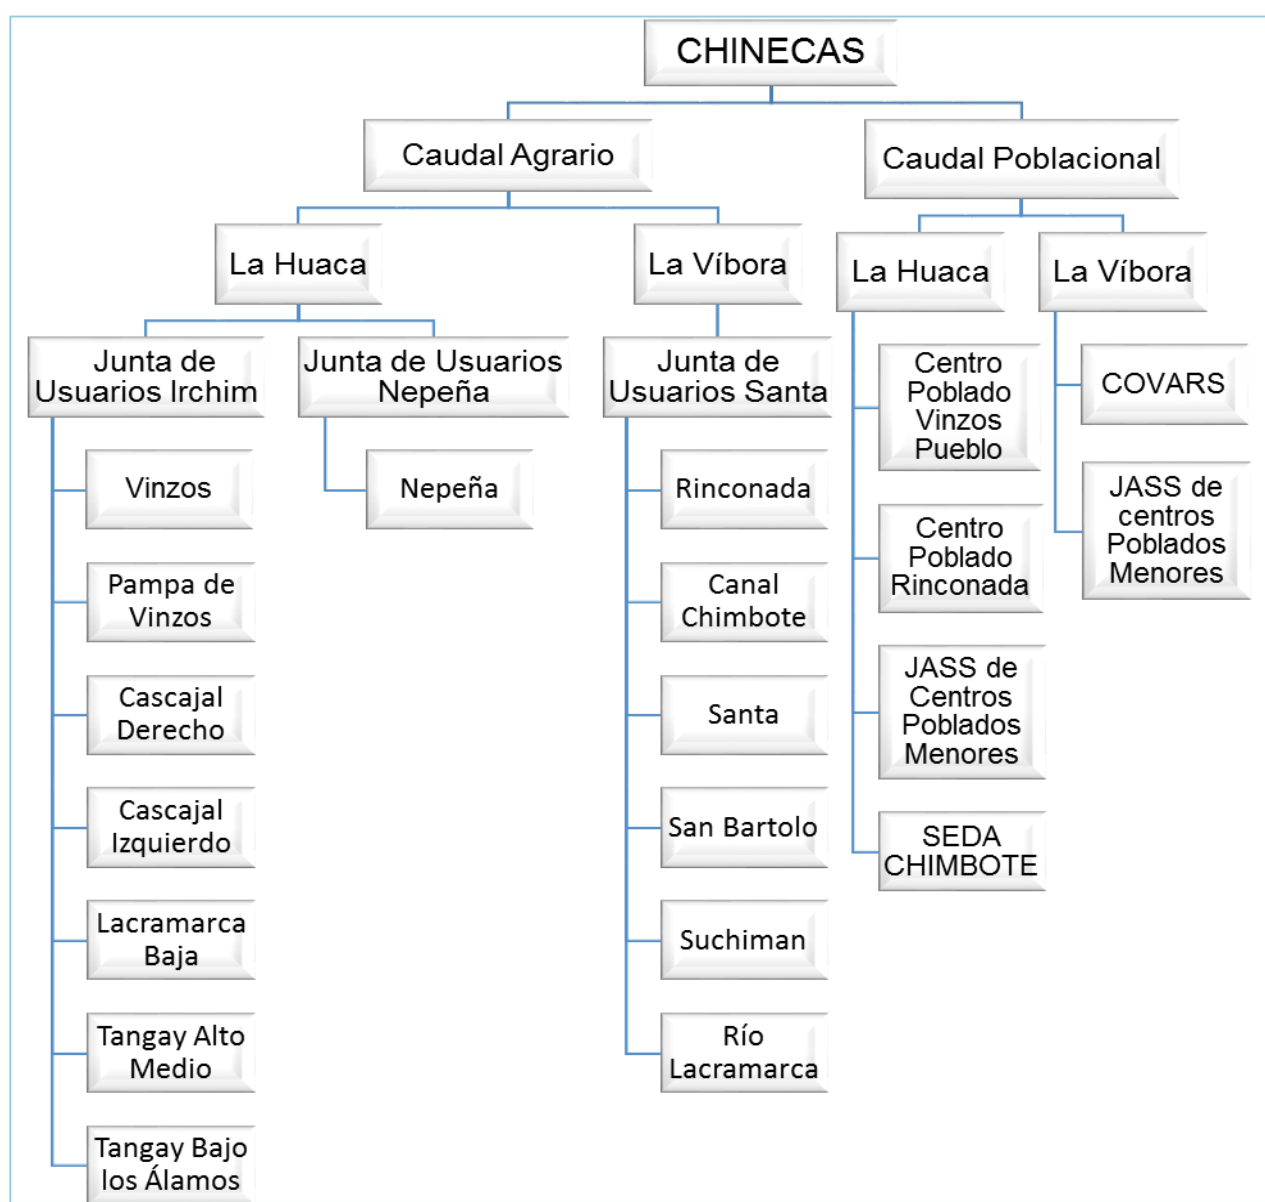 CHINECAS
Caudal Agrario
Caudal Poblacional
La Huaca
La Víbora
La Huaca
La Víbora
Junta de
Usuarios Irchim
Junta de Usuarios
Nepeña
Junta de
Usuarios Santa
Vinzos
Pampa de
Vinzos
Cascajal
Derecho
Cascajal
Izquierdo
Lacramarca
Baja
Tangay Alto
Medio
Tangay Bajo
los Álamos
Nepeña
Rinconada
Canal
Chimbote
Santa
San Bartolo
Suchiman
Río
Lacramarca
Centro
Poblado
Vinzos
Pueblo
Centro
Poblado
Rinconada
JASS de
Centros
Poblados
Menores
SEDA
CHIMBOTE
COVARS
JASS de
centros
Poblados
Menores